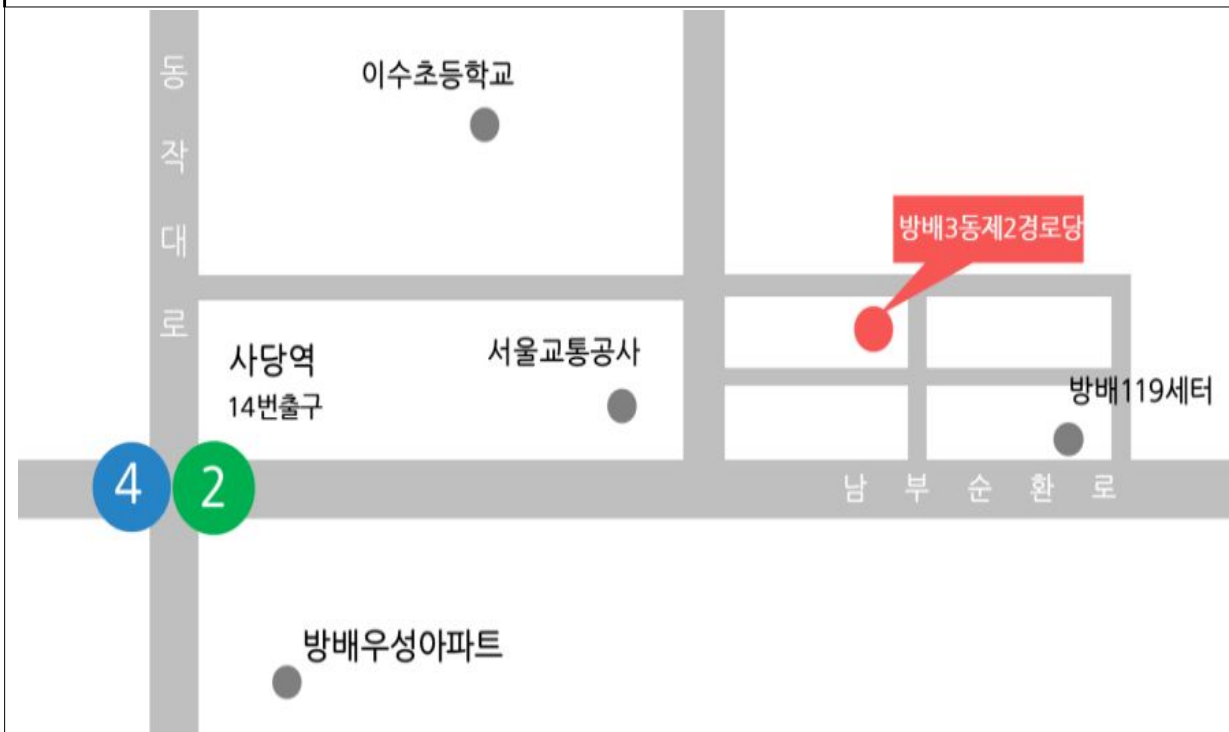 동작대로
이수초등학교
방배3동제2경로당
사당역
14번출구
서울교통공사
방배119세터
4
2
남부순환로
방배우성아파트